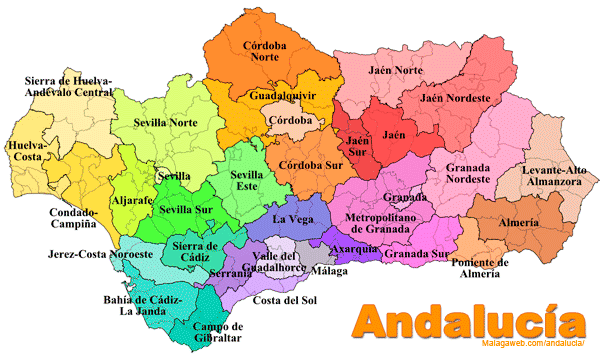 Córdoba
Norte
Jaén Norte
Sierra de Huelva-
Andévalo Central
Guadalquivir
Jaén Nordeste
Córdoba
Sevilla Norte
Jaén
Jaén
Sur
Huelva-
Costa
Córdoba Sur
Granada
Nordeste
Levante-Alto
Almanzora
Sevilla
Sevilla
Este
Aljarafe
Granada
Condado-
Campiña
Sevilla Sur
La Vega
Metropolitano
de Granada
Almería
Jerez-Costa Noroeste
Sierra de
Cádiz
Valle del
Guadalhorce
Axarquía
Granada Sur
Serranía
Málaga
Poniente de
Almería
Bahía de Cádiz-
La Janda
Costa del Sol
Campo de
Gibraltar
Andalucía
Malagaweb.com/andalucia/